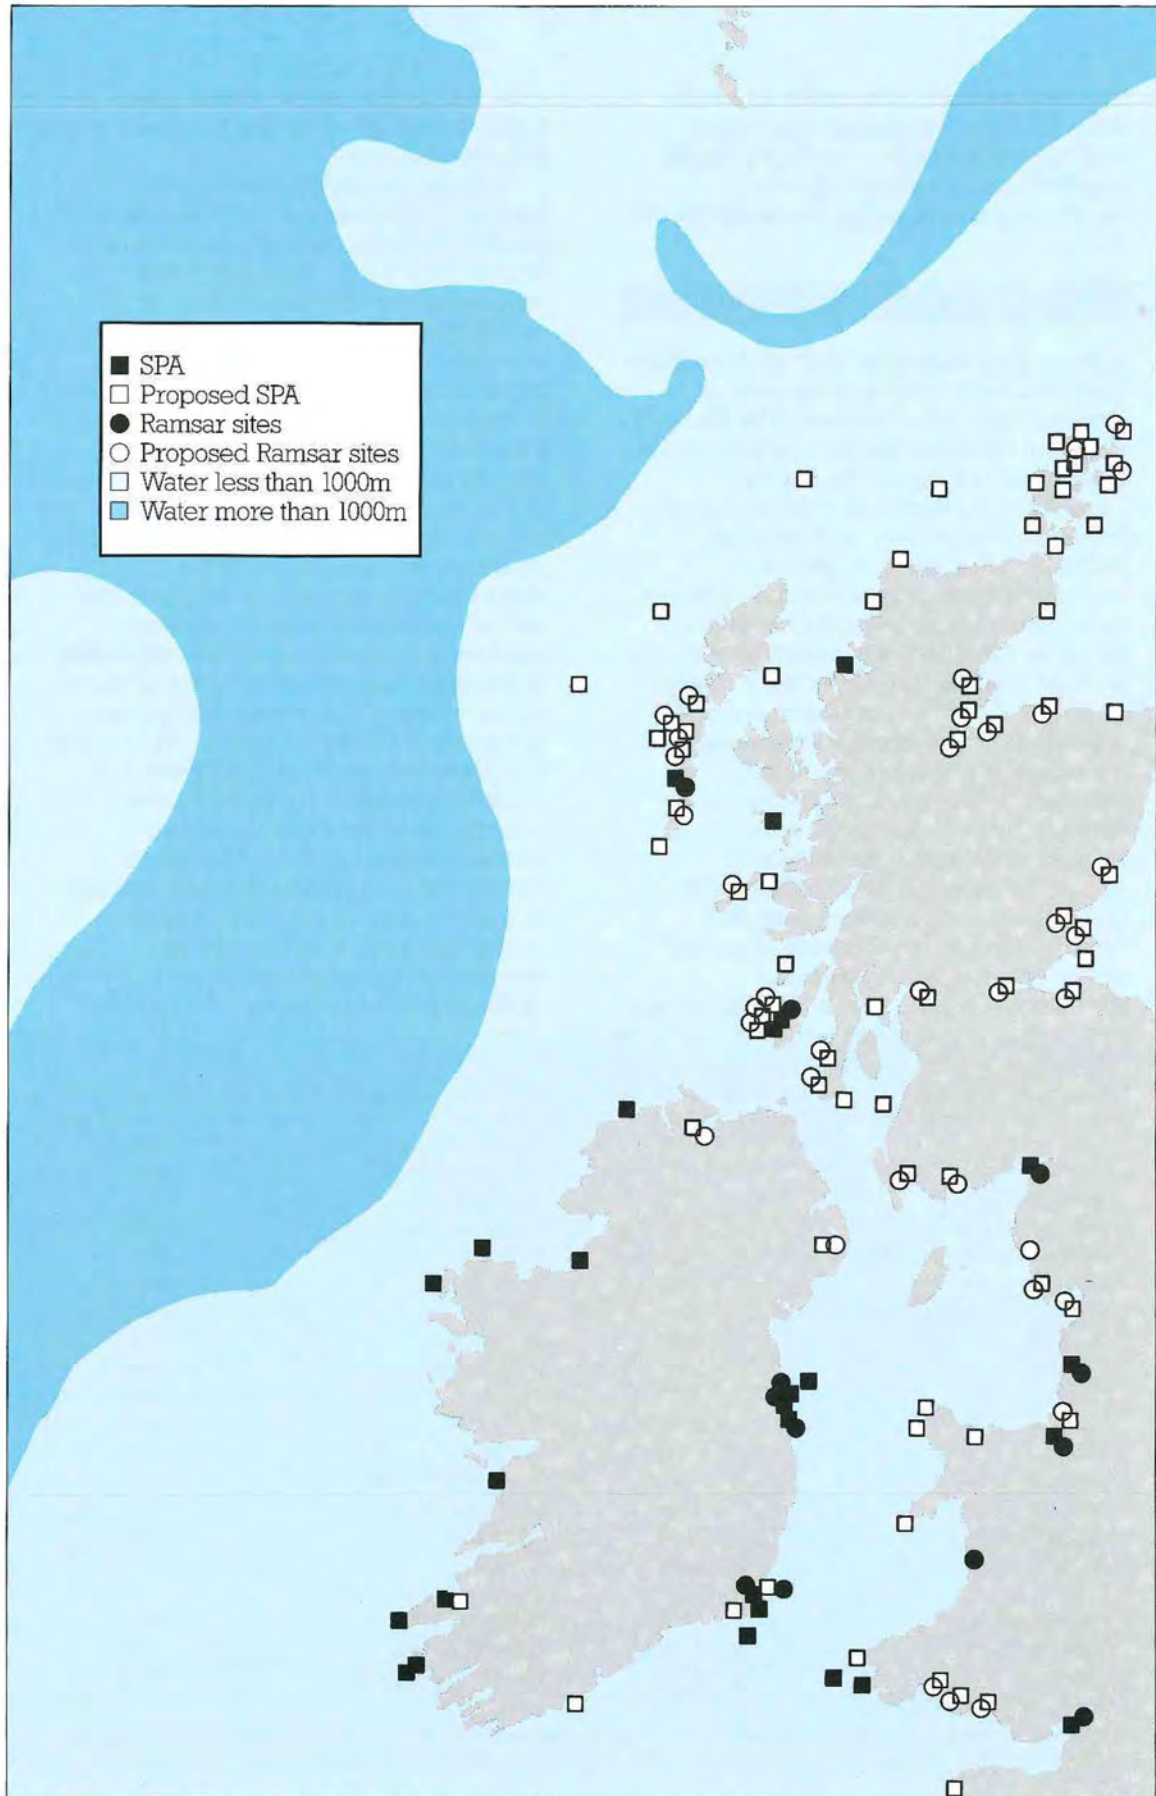 SPA
Proposed SPA
Ramsar sites
Proposed Ramsar sites
Water less than 1000m
Water more than 1000m